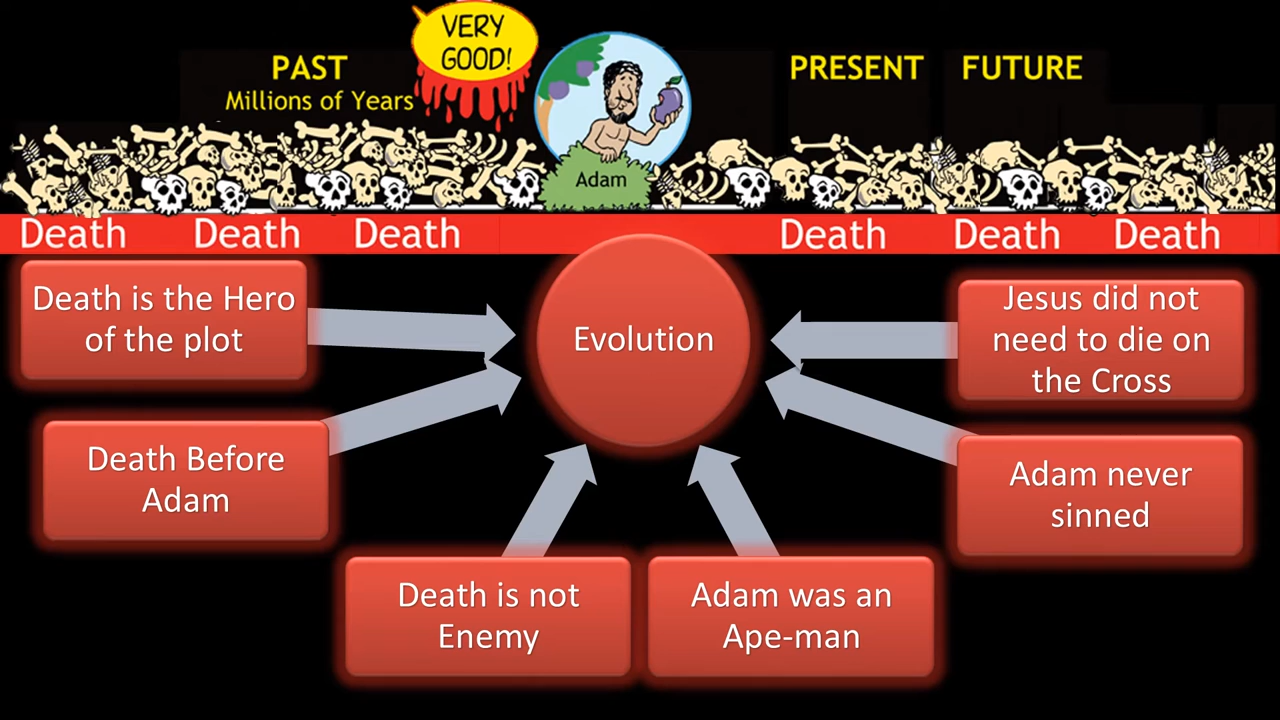 VERY
GOOD!
PAST
Millions of Years
PRESENT
FUTURE
Adam
Death
Death
Death
Death
Death
Death
Death is the Hero
of the plot
Evolution
Jesus did not
need to die on
the Cross
Death Before
Adam
Adam never
sinned
Death is not
Enemy
Adam was an
Ape-man